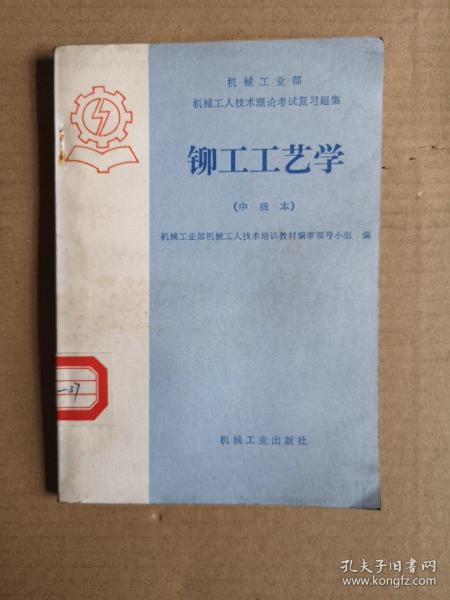 机械工业部
机械工人技术理论考试复习题集
铆工工艺学
（中级本）
机械工业部机械工人技术培训教材编审领导小组 编
—37
机械工业出版社
孔夫子旧书网
www.kongfz.com